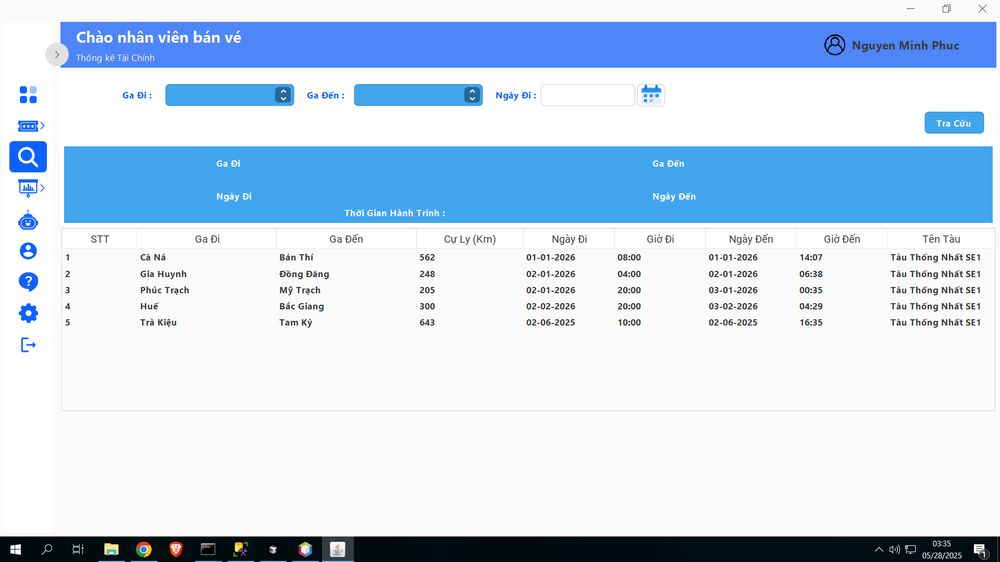 Chào nhân viên bán vé
Thống kê Tài Chính
Nguyen Minh Phuc
Ga Đi :
Ga Đến :
Ngày Đi :
Tra Cứu
Ga Đi
Ga Đến
Ngày Đi
Ngày Đến
Thời Gian Hành Trình :
STT Ga Đi Ga Đến Cự Ly (Km) Ngày Đi Giờ Đi Ngày Đến Giờ Đến Tên Tàu
1 Cà Ná Bản Thí 562 01-01-2026 08:00 01-01-2026 14:07 Tàu Thống Nhất SE1
2 Gia Huynh Đồng Đăng 248 02-01-2026 04:00 02-01-2026 06:38 Tàu Thống Nhất SE1
3 Phúc Trạch Mỹ Trạch 205 02-01-2026 20:00 03-01-2026 00:35 Tàu Thống Nhất SE1
4 Huế Bắc Giang 300 02-02-2026 20:00 03-02-2026 04:29 Tàu Thống Nhất SE1
5 Trà Kiệu Tam Kỳ 643 02-06-2025 10:00 02-06-2025 16:35 Tàu Thống Nhất SE1
03:35
05/28/2025
1